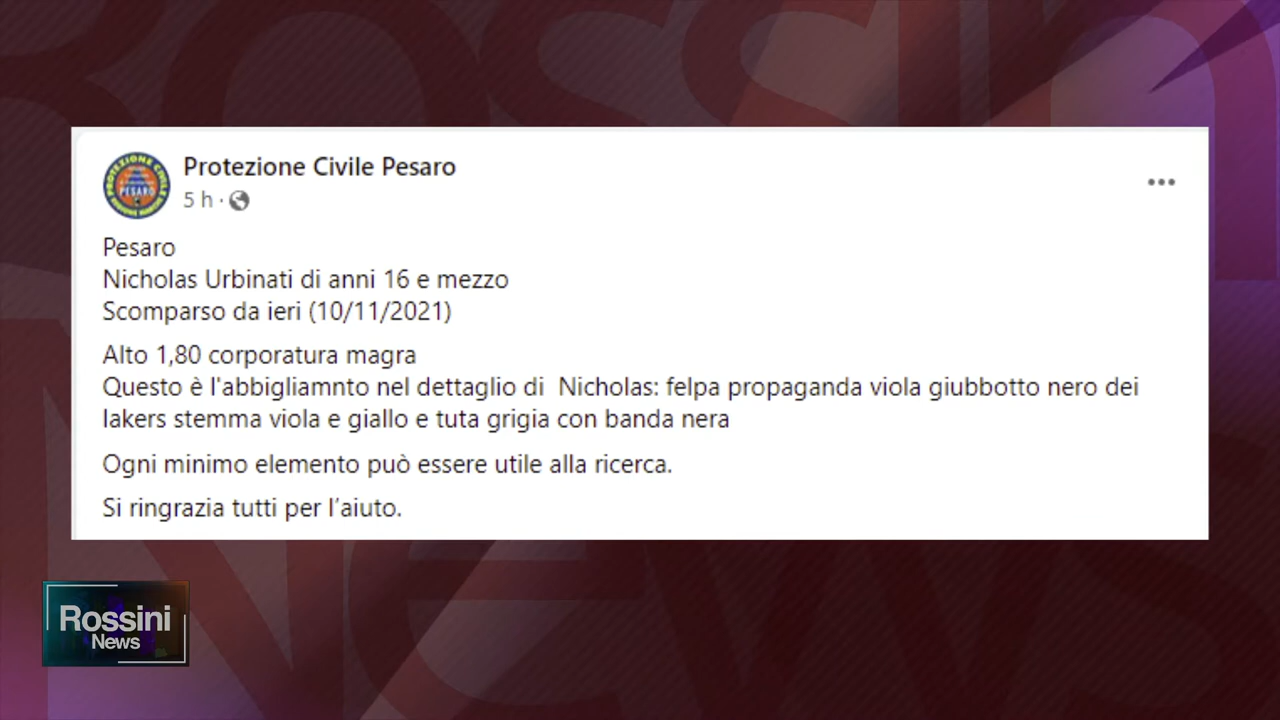 Protezione Civile Pesaro
5 h ·
Pesaro
Nicholas Urbinati di anni 16 e mezzo
Scomparso da ieri (10/11/2021)
Alto 1,80 corporatura magra
Questo è l'abbigliamnto nel dettaglio di  Nicholas: felpa propaganda viola giubbotto nero dei
lakers stemma viola e giallo e tuta grigia con banda nera
Ogni minimo elemento può essere utile alla ricerca.
Si ringrazia tutti per l’aiuto.
PROTEZIONE CIVILE
PESARO
Rossini
News